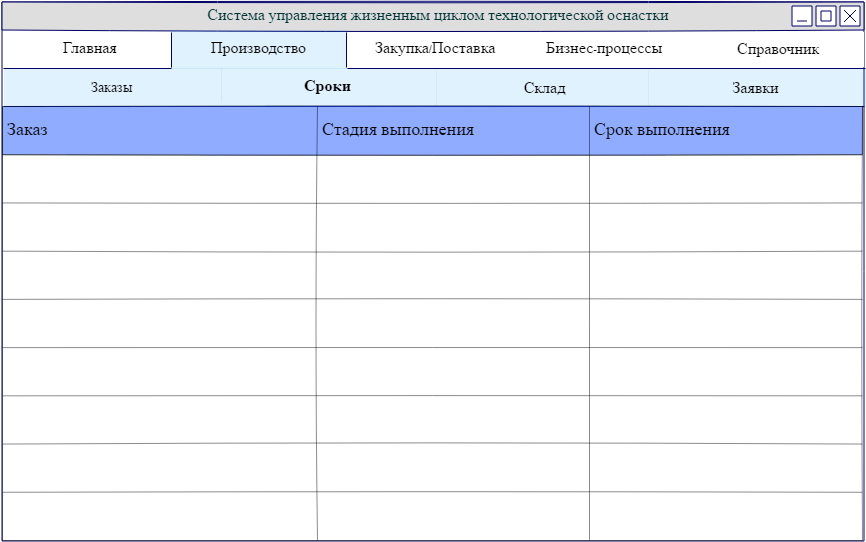 Система управления жизненным циклом технологической оснастки
Главная Производство Закупка/Поставка Бизнес-процессы Справочник
Заказы Сроки Склад Заявки
Заказ Стадия выполнения Срок выполнения